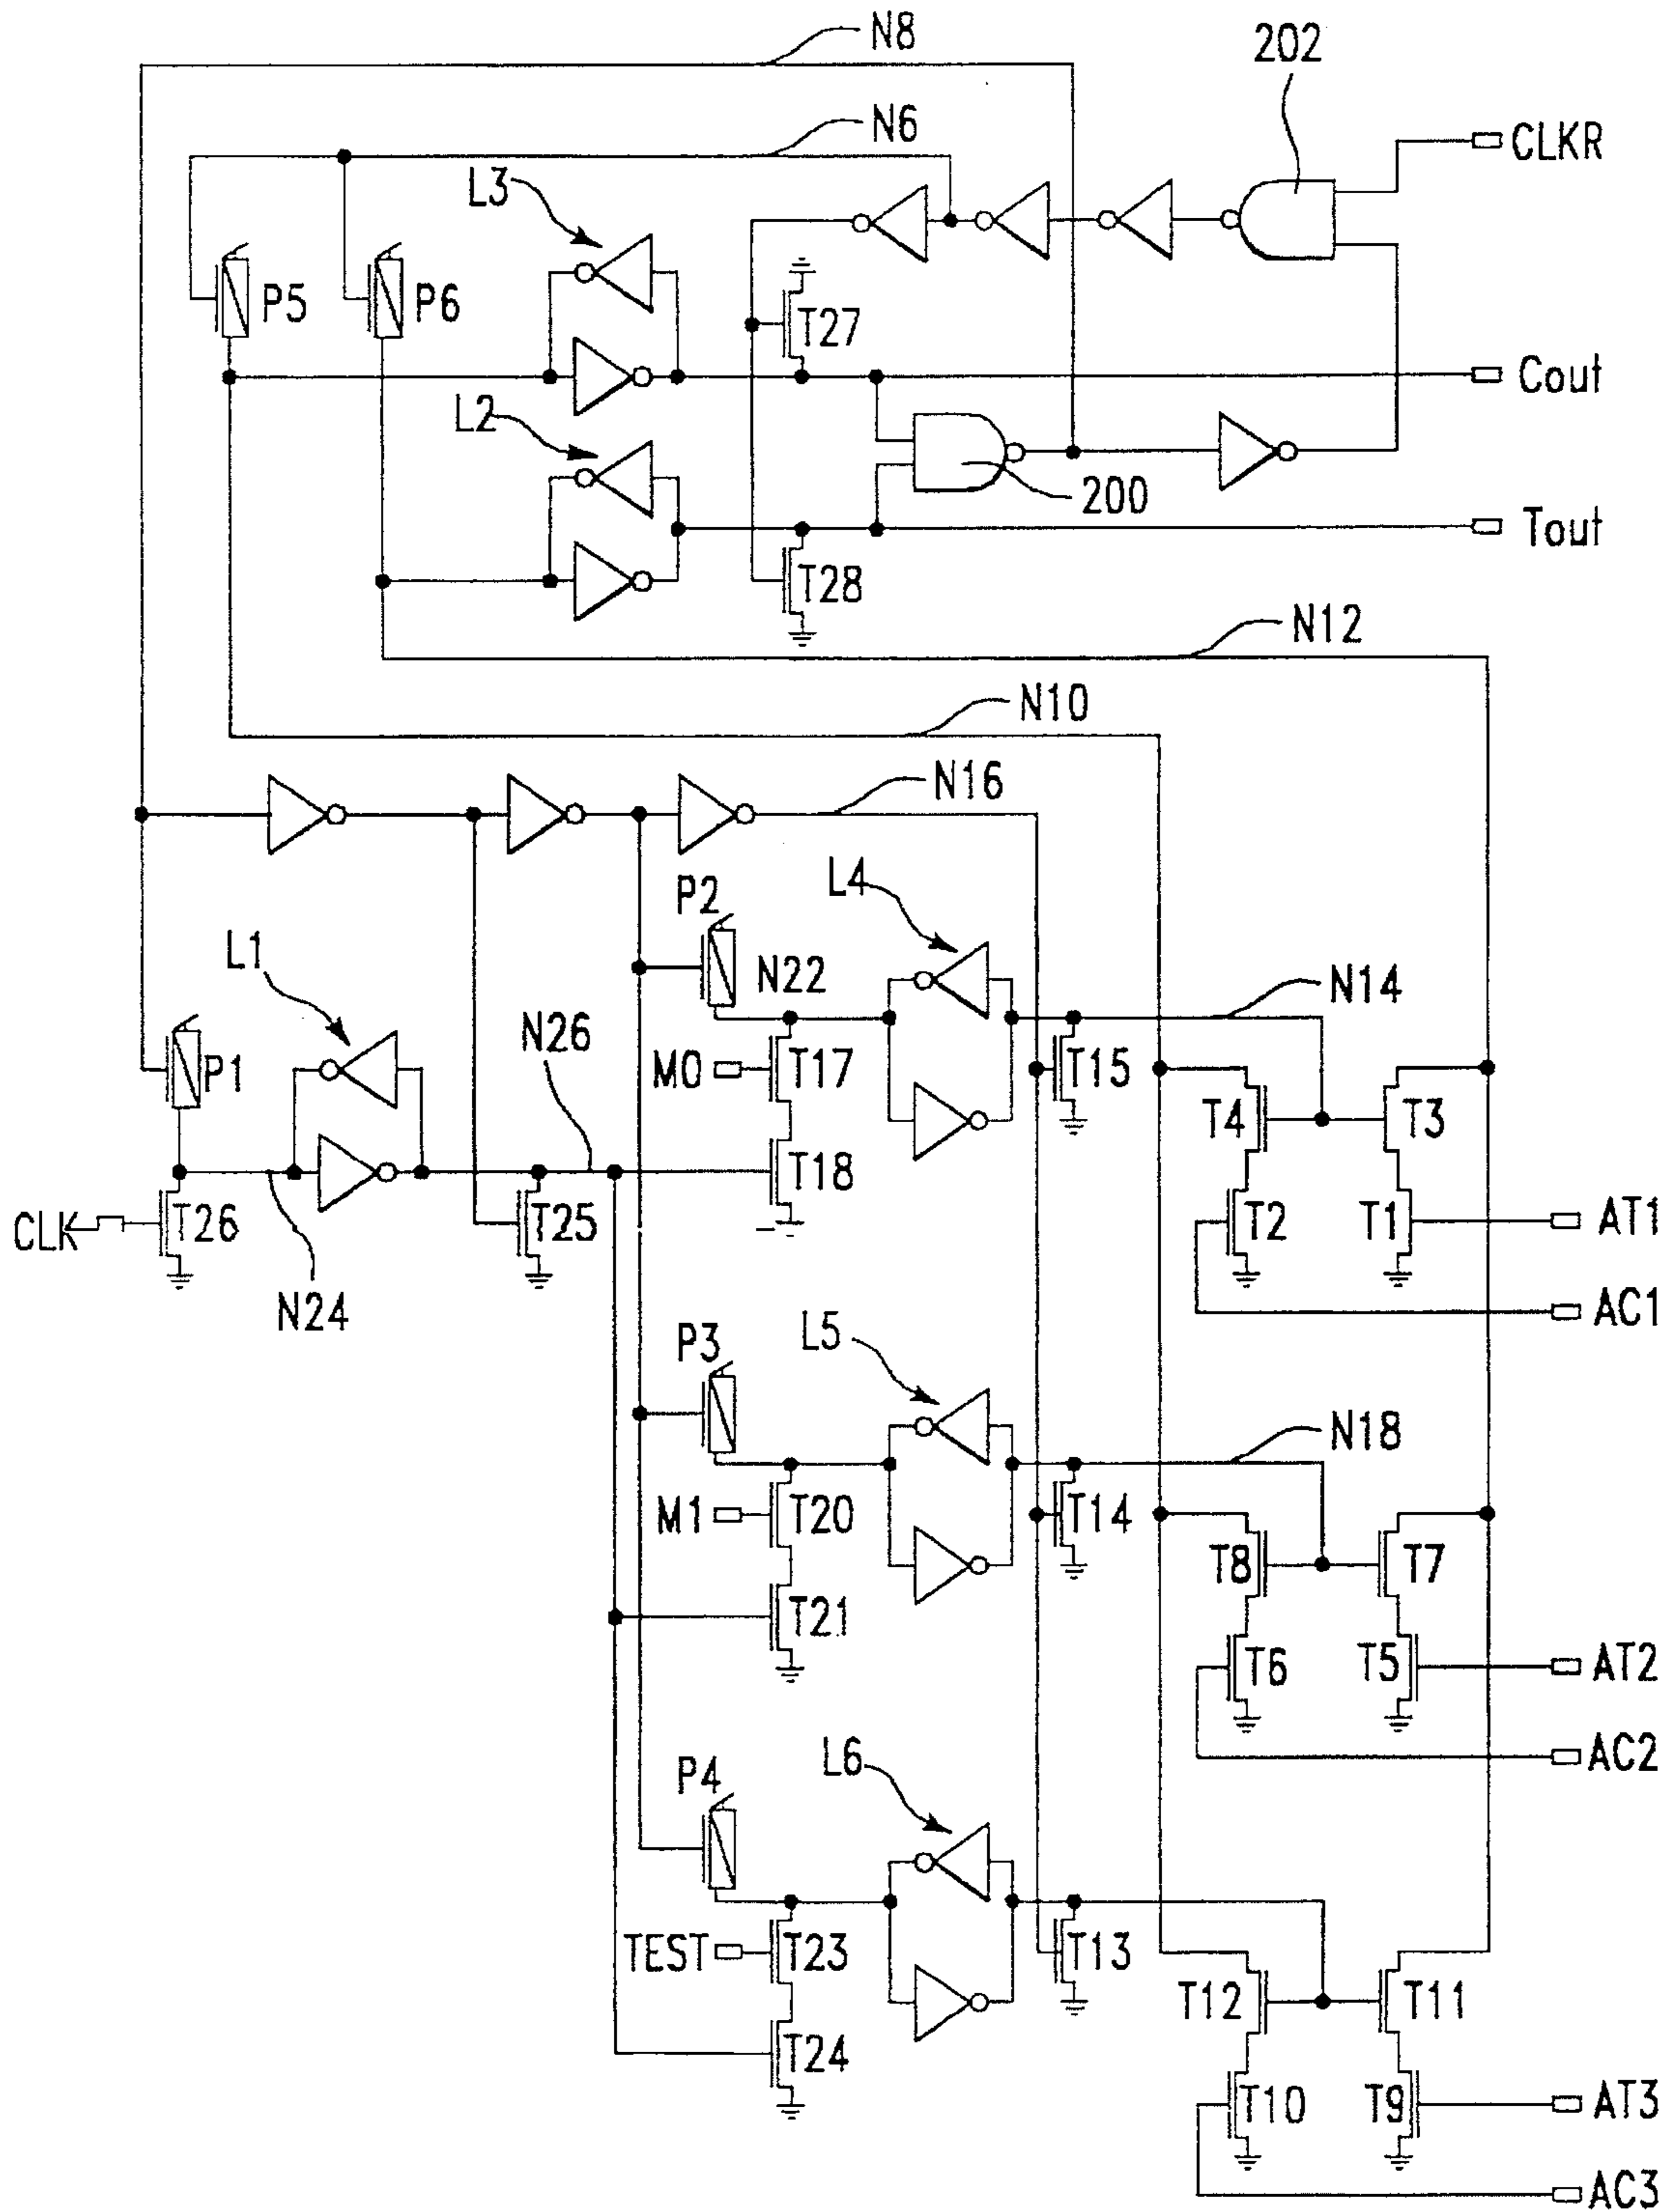 N8
202
N6
CLKR
L3
P5
P6
T27
Cout
L2
200
Tout
T28
N12
N10
N16
P2
L4
L1
N22
N14
N26
P1
M0
T17
T15
T4
T3
T18
CLK
T26
T25
T2
T1
AT1
N24
AC1
P3
L5
N18
M1
T20
T14
T8
T7
T21
T6
T5
AT2
P4
L6
AC2
TEST
T23
T13
T12
T11
T24
T10
T9
AT3
AC3